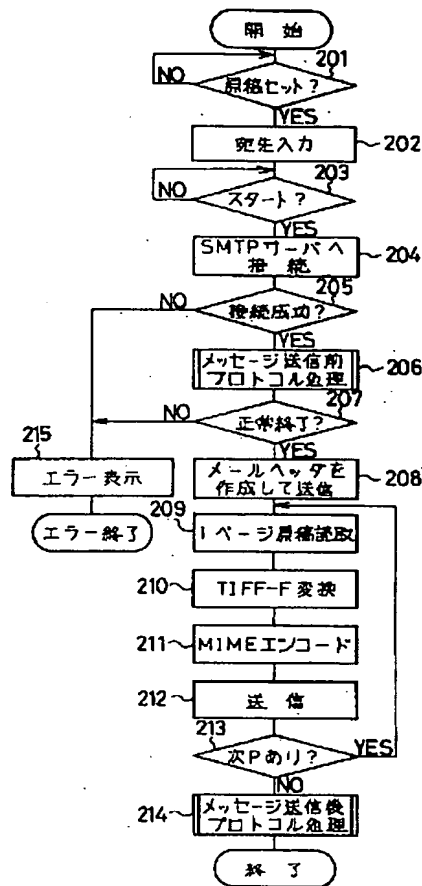 開始
201
原稿セット?
NO
YES
宛先入力
202
203
スタート?
NO
YES
SMTPサーバへ
接続
204
205
接続成功?
NO
YES
メッセージ送信前
プロトコル処理
206
207
正常終了?
NO
YES
215
エラー表示
エラー終了
メールヘッダを
作成して送信
208
209
1ページ原稿読取
210
TIFF-F変換
211
MIMEエンコード
212
送信
213
次Pあり?
YES
NO
214
メッセージ送信後
プロトコル処理
終了